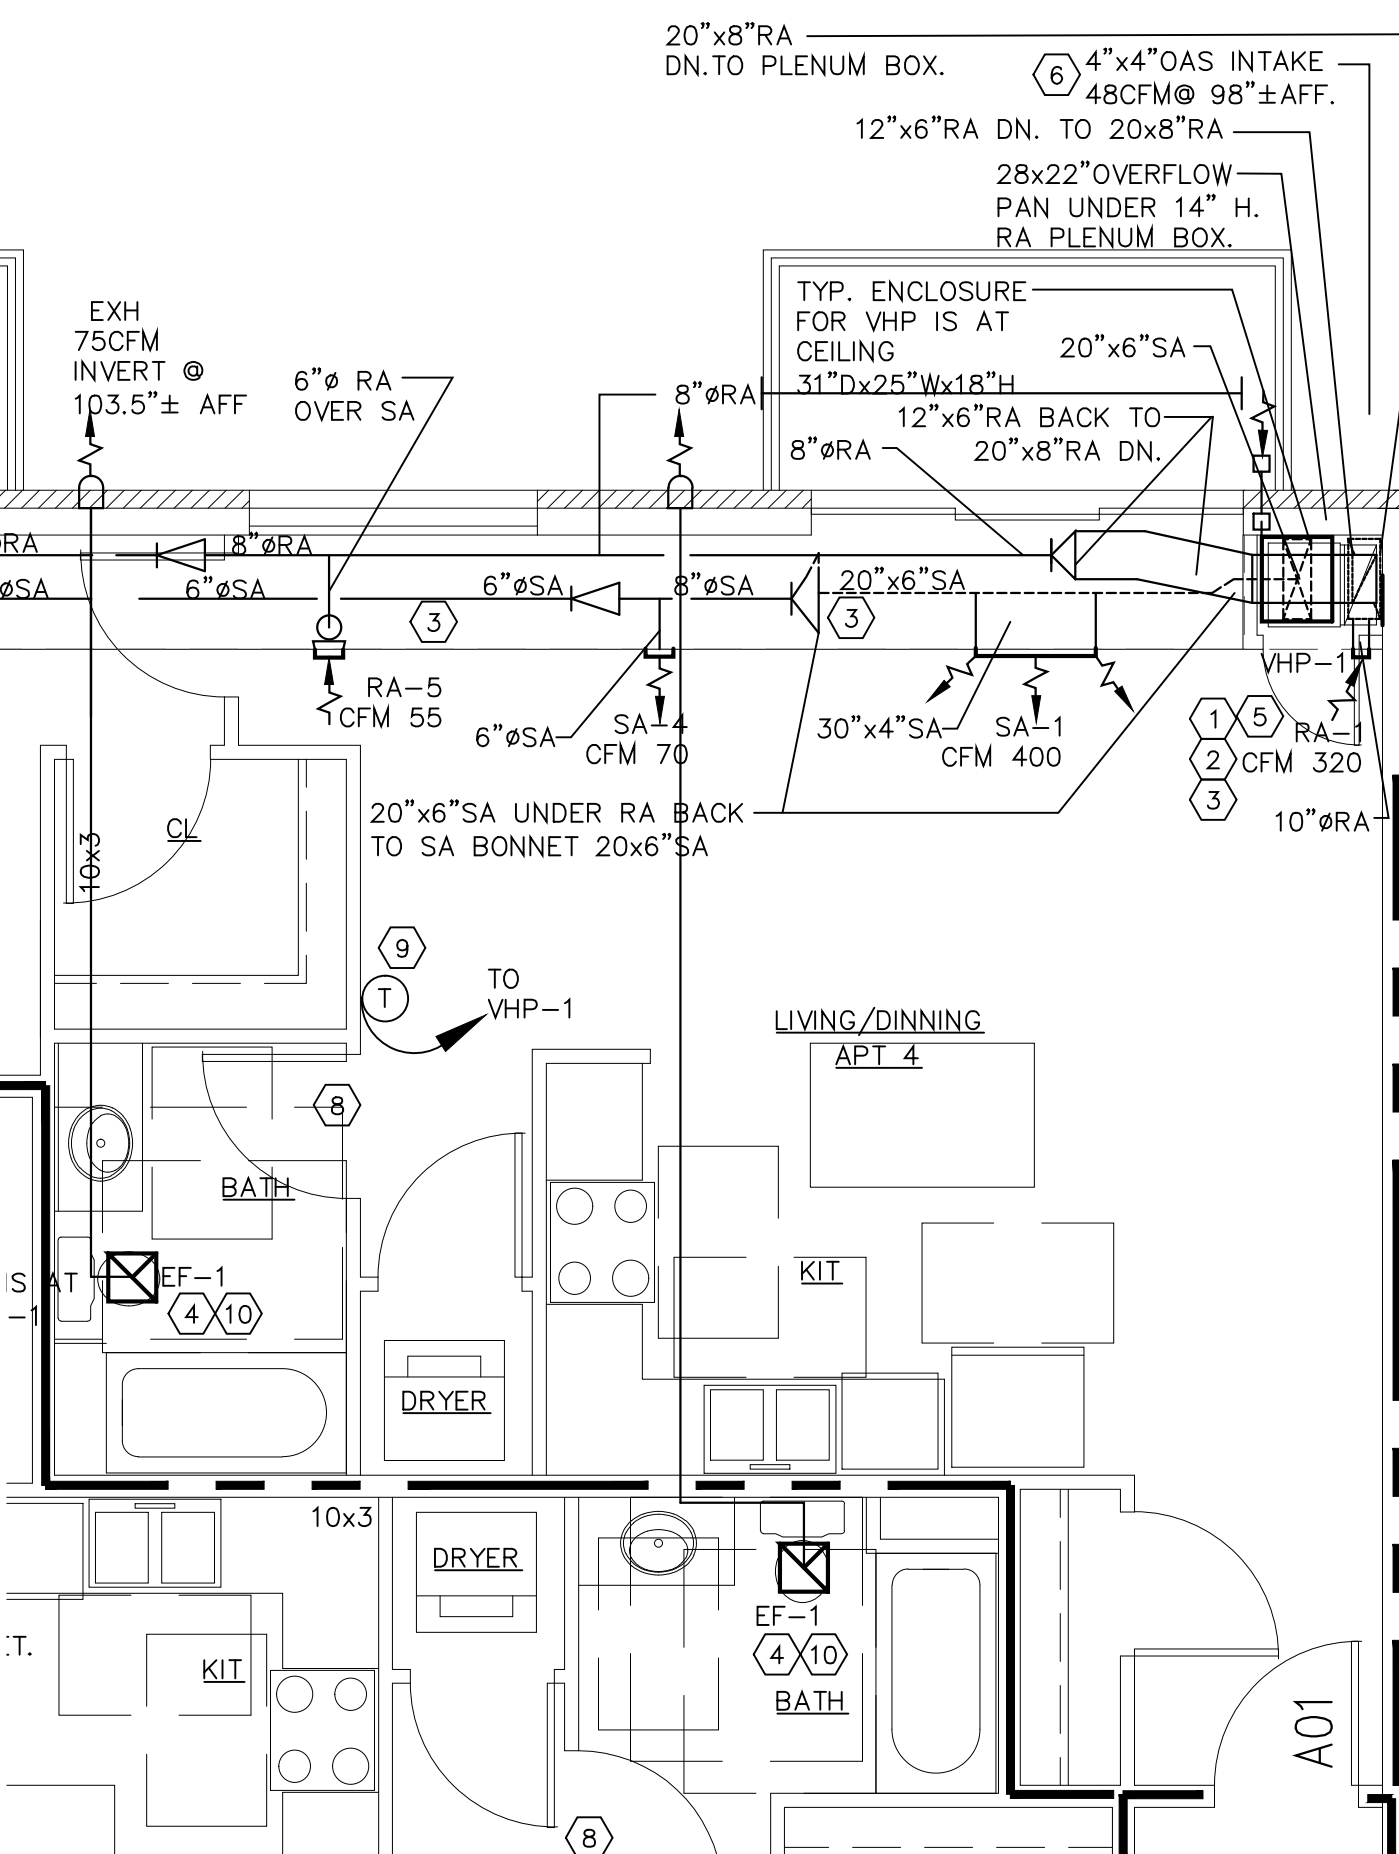 20"x8"RA
DN.TO PLENUM BOX.
6
4"x4"OAS INTAKE
48CFM@ 98"±AFF.
12"x6"RA DN. TO 20x8"RA
28x22"OVERFLOW
PAN UNDER 14" H.
RA PLENUM BOX.
TYP. ENCLOSURE
FOR VHP IS AT
CEILING
31"Dx25"Wx18"H
20"x6"SA
EXH
75CFM
INVERT @
103.5"± AFF
6"ø RA
OVER SA
8"øRA
12"x6"RA BACK TO
20"x8"RA DN.
8"øRA
øRA
8"øRA
øSA
6"øSA
6"øSA
8"øSA
20"x6"SA
3
3
VHP-1
RA-5
CFM 55
6"øSA
SA-4
CFM 70
30"x4"SA
SA-1
CFM 400
1
5
2
3
RA-1
CFM 320
10"øRA
20"x6"SA UNDER RA BACK
TO SA BONNET 20x6"SA
CL
10x3
9
T
TO
VHP-1
LIVING/DINNING
APT 4
8
BATH
KIT
IS AT
-1
EF-1
4
10
DRYER
10x3
DRYER
EF-1
4
10
BATH
T.
KIT
A01
8